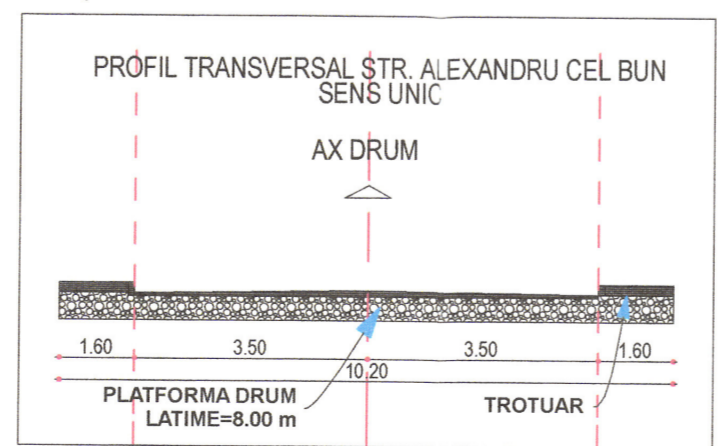 PROFIL TRANSVERSAL STR. ALEXANDRU CEL BUN
SENS UNIC
AX DRUM
1.60 3.50 3.50 1.60
10.20
PLATFORMA DRUM
LATIME=8.00 m
TROTUAR